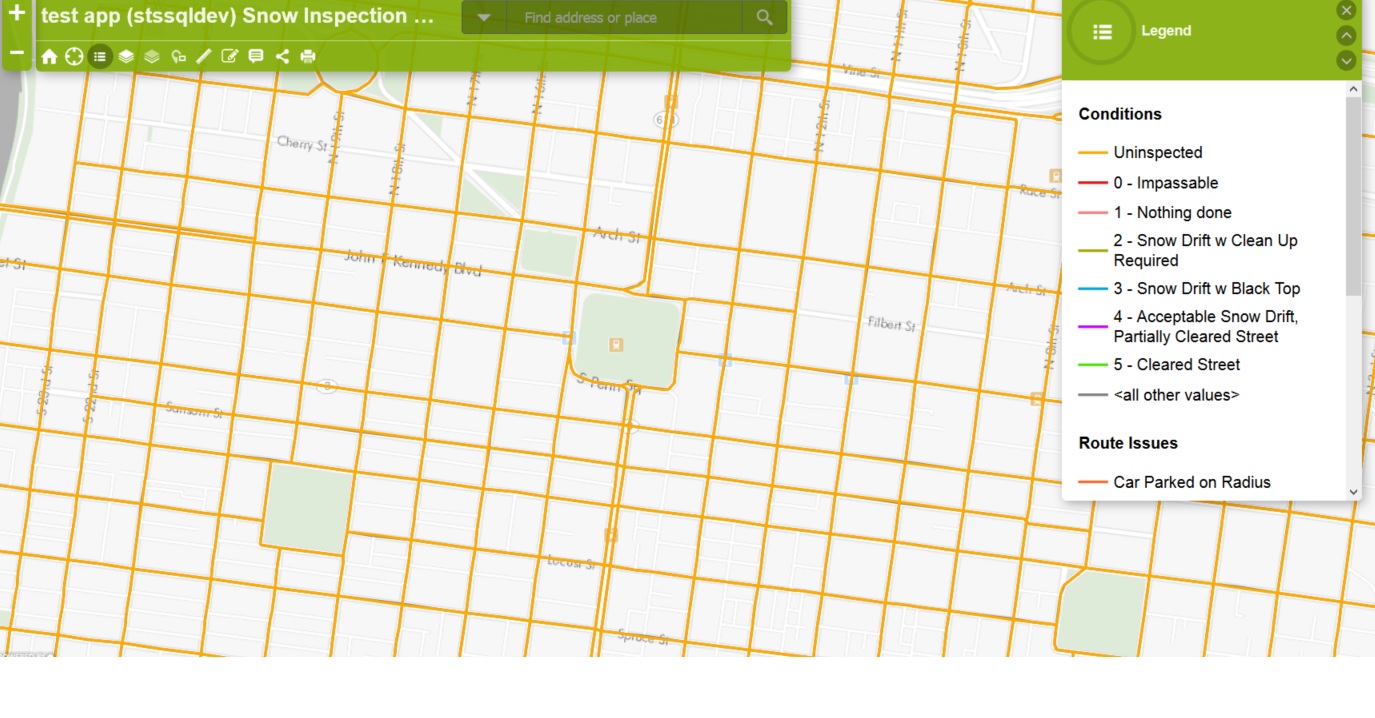 test app (stssqldev) Snow Inspection ...
Find address or place
Legend
Conditions
Uninspected
0 - Impassable
1 - Nothing done
2 - Snow Drift w Clean Up
Required
3 - Snow Drift w Black Top
4 - Acceptable Snow Drift,
Partially Cleared Street
5 - Cleared Street
<all other values>
Route Issues
Car Parked on Radius
Vine St
N 17th St
N 16th St
N 11th St
N 12th St
Cherry St
N 19th St
N 18th St
Race St
Arch St
John F Kennedy Blvd
Arch St
Filbert St
N 8th St
S Penn Sq
3
S 23rd St
S 22nd St
Sansom St
Locust St
Spruce St